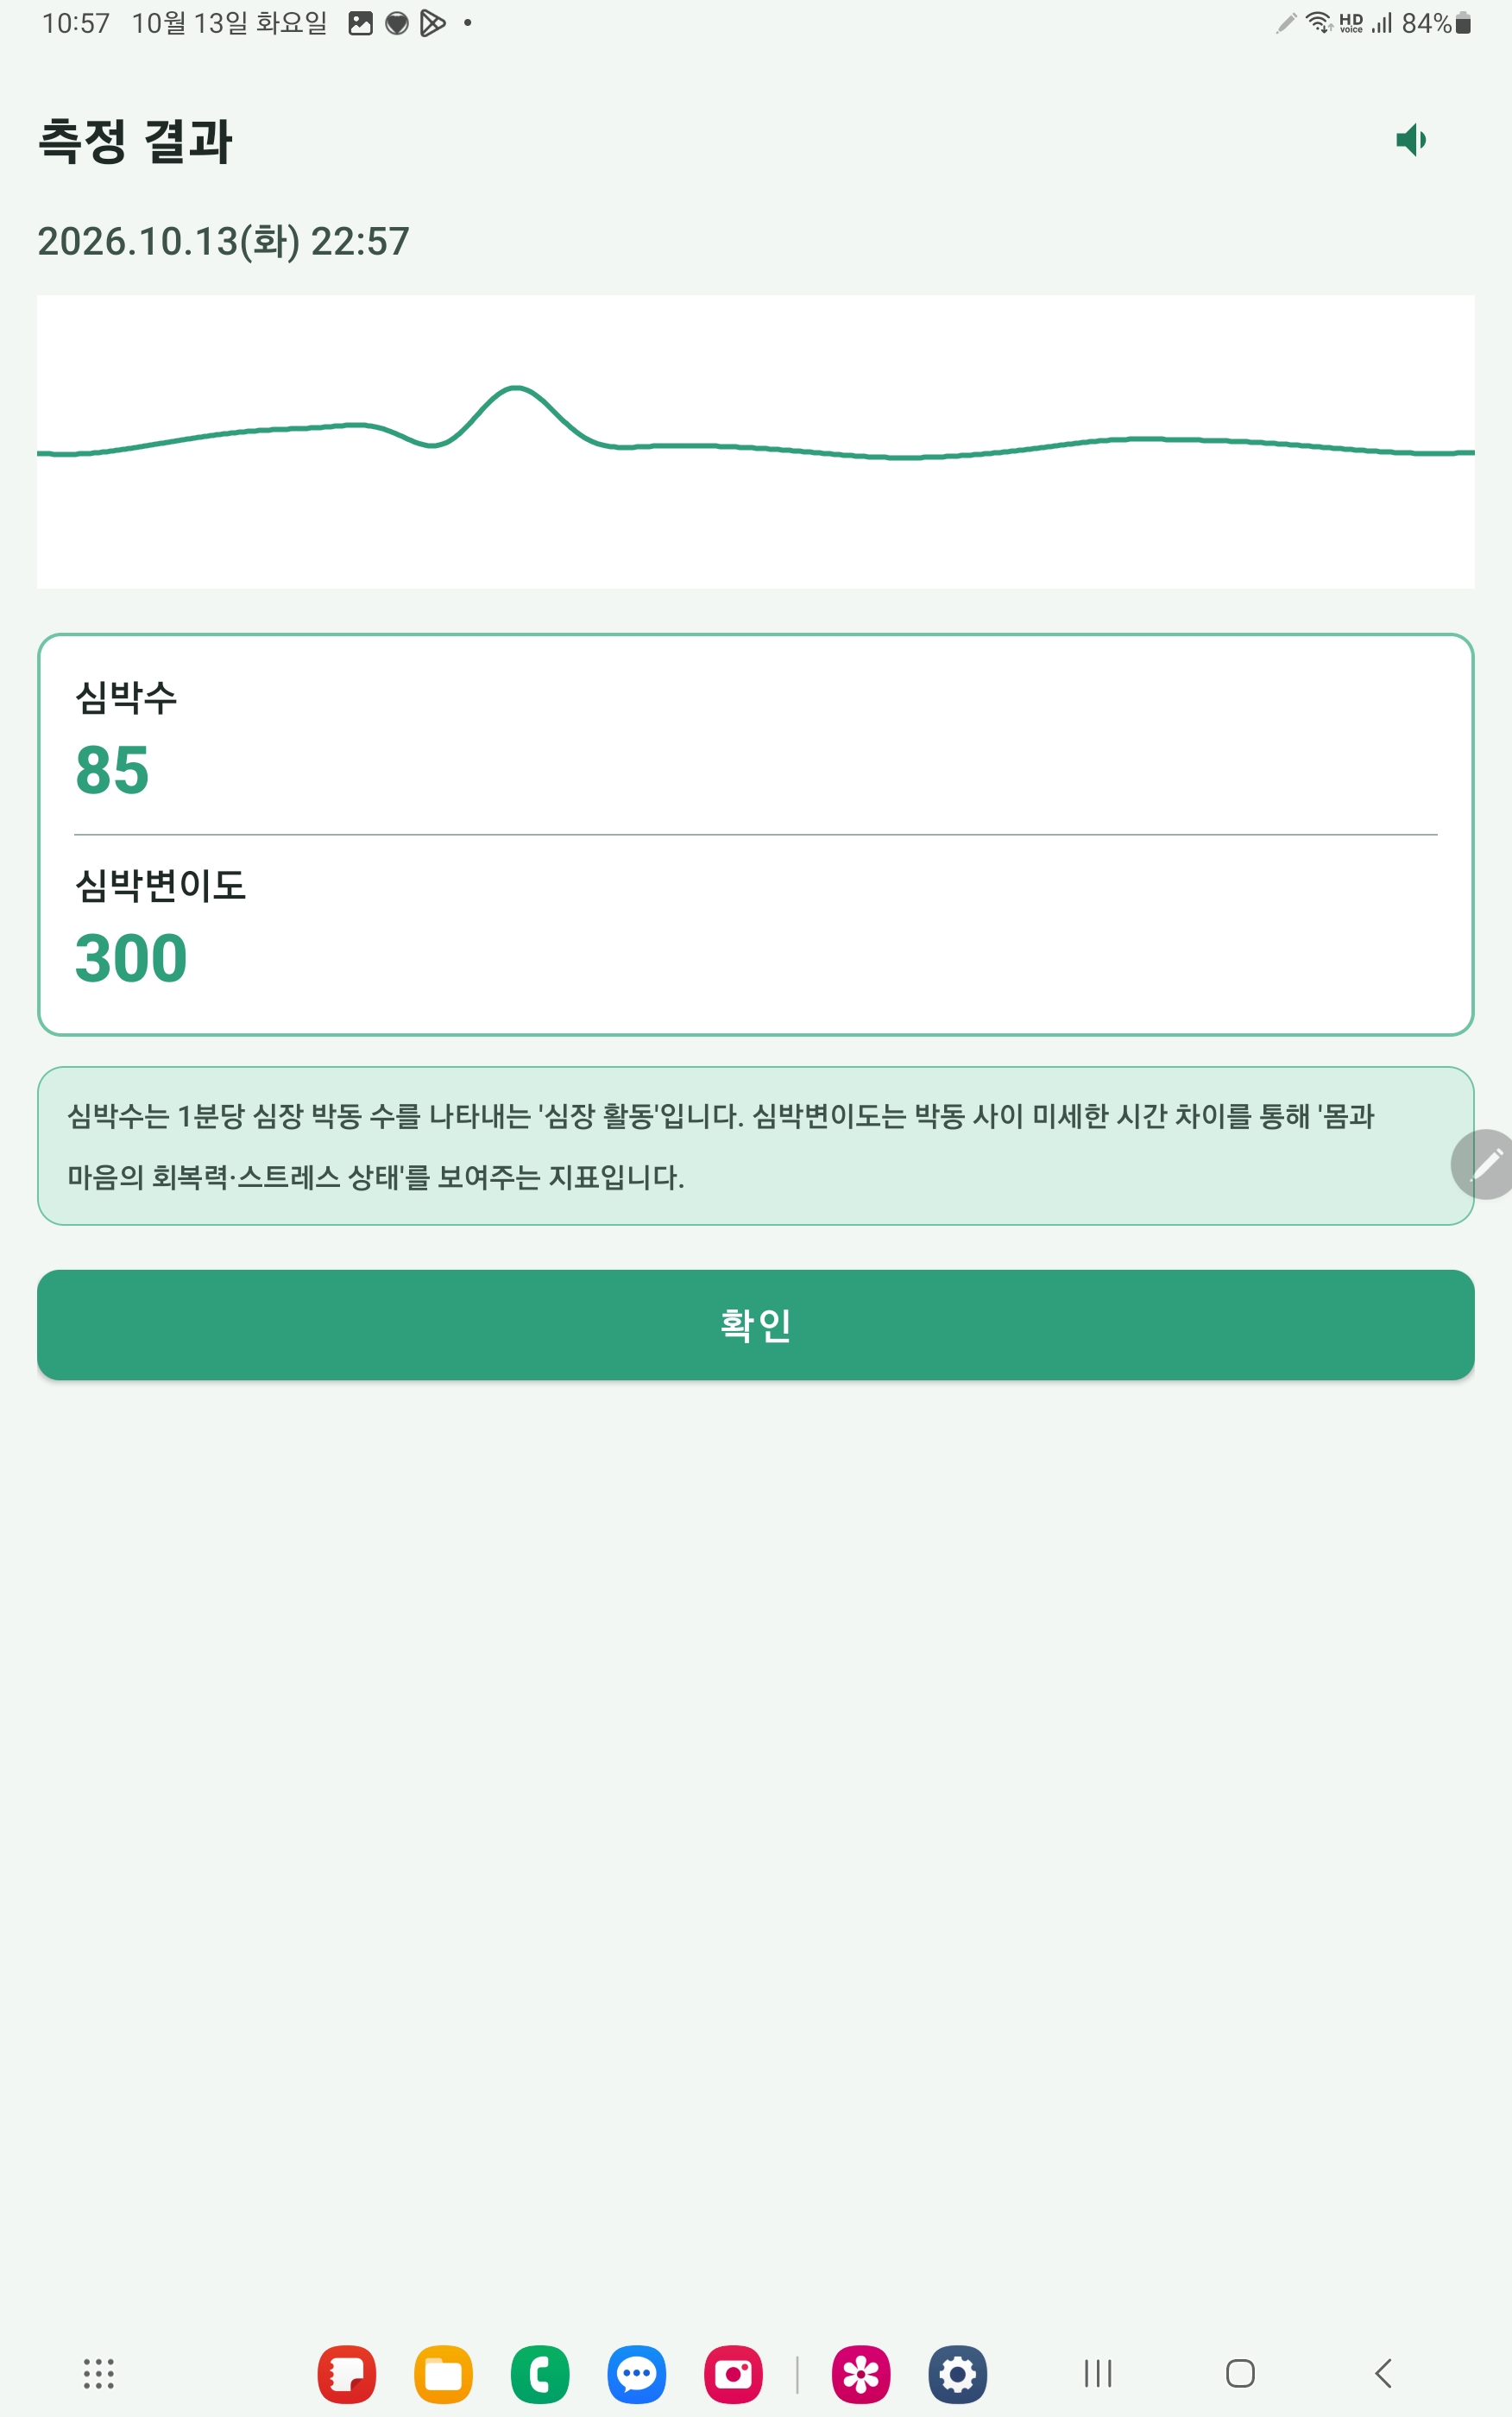 10:57 10월 13일 화요일
HD voice 84%
측정 결과
2026.10.13(화) 22:57
심박수
85
심박변이도
300
심박수는 1분당 심장 박동 수를 나타내는 '심장 활동'입니다. 심박변이도는 박동 사이 미세한 시간 차이를 통해 '몸과
마음의 회복력·스트레스 상태'를 보여주는 지표입니다.
확인